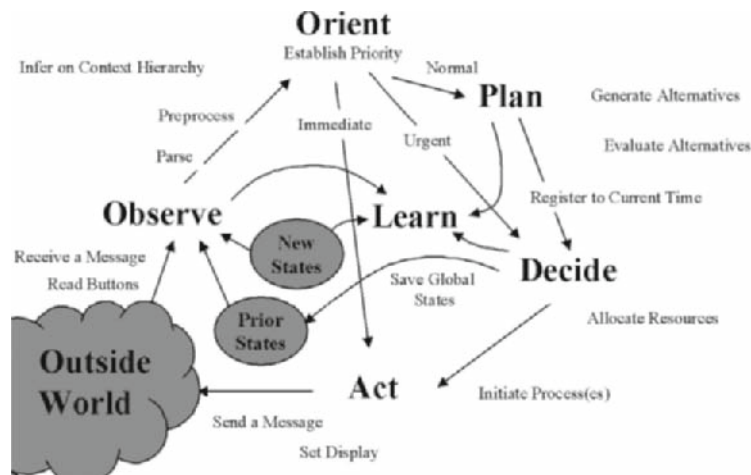 Orient
Establish Priority
Infer on Context Hierarchy
Normal
Plan
Generate Alternatives
Preprocess
Immediate
Urgent
Evaluate Alternatives
Parse
Observe
Learn
Register to Current Time
New
States
Receive a Message
Read Buttons
Save Global
States
Decide
Prior
States
Allocate Resources
Outside
World
Act
Initiate Process(es)
Send a Message
Set Display